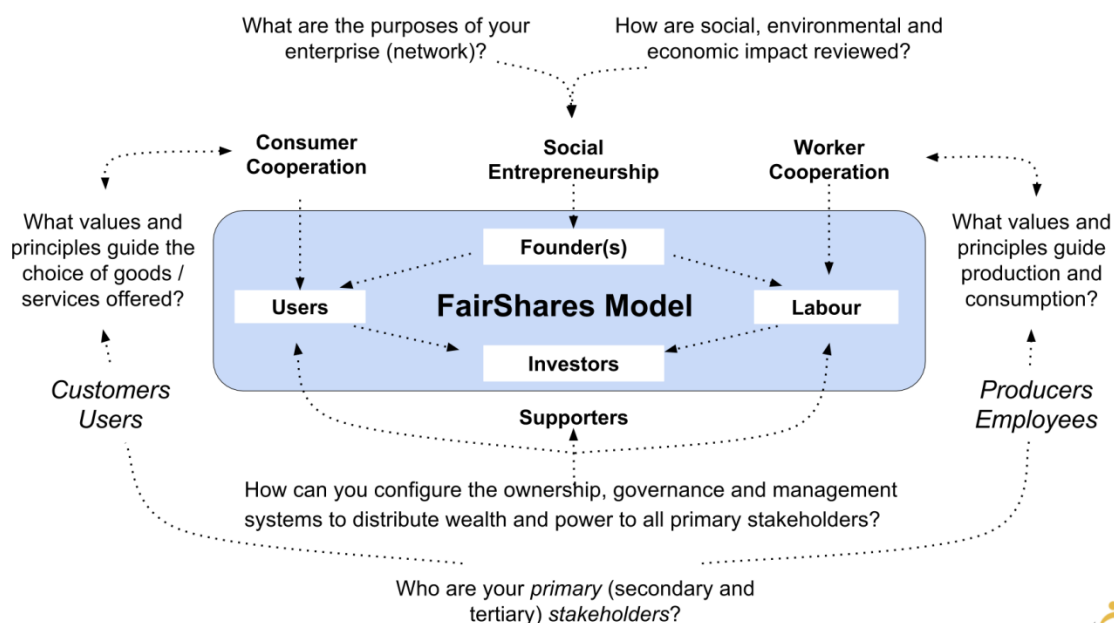 What are the purposes of your
enterprise (network)?
How are social, environmental and
economic impact reviewed?
Consumer
Cooperation
Social
Entrepreneurship
Worker
Cooperation
What values and
principles guide the
choice of goods /
services offered?
Founder(s)
Users
FairShares Model
Labour
Investors
What values and
principles guide
production and
consumption?
Customers
Users
Supporters
Producers
Employees
How can you configure the ownership, governance and management
systems to distribute wealth and power to all primary stakeholders?
Who are your primary (secondary and
tertiary) stakeholders?